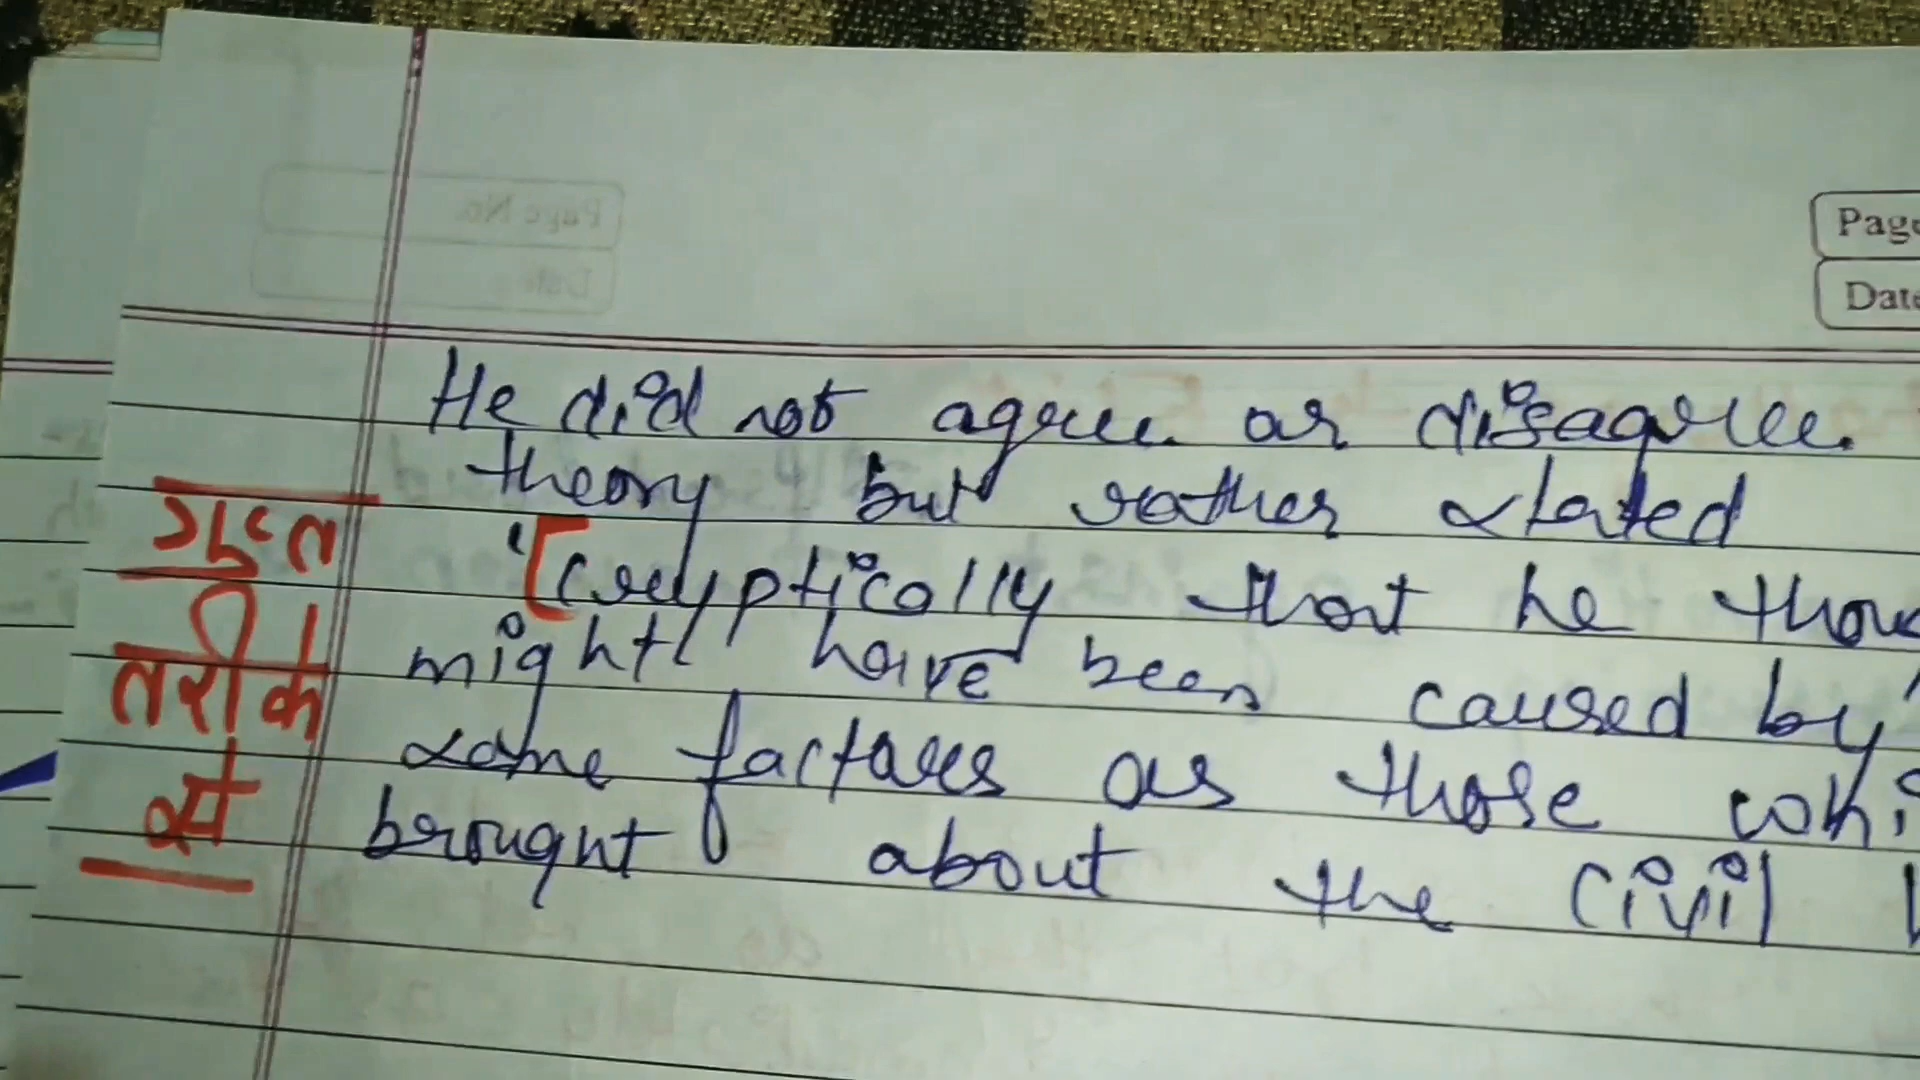 Page
Date
He did not agree or disagree.
theory but rather stated
"[cryptically that he
might have been caused by
same factors as those
brought about the Civil
गुप्त
तरीके
से